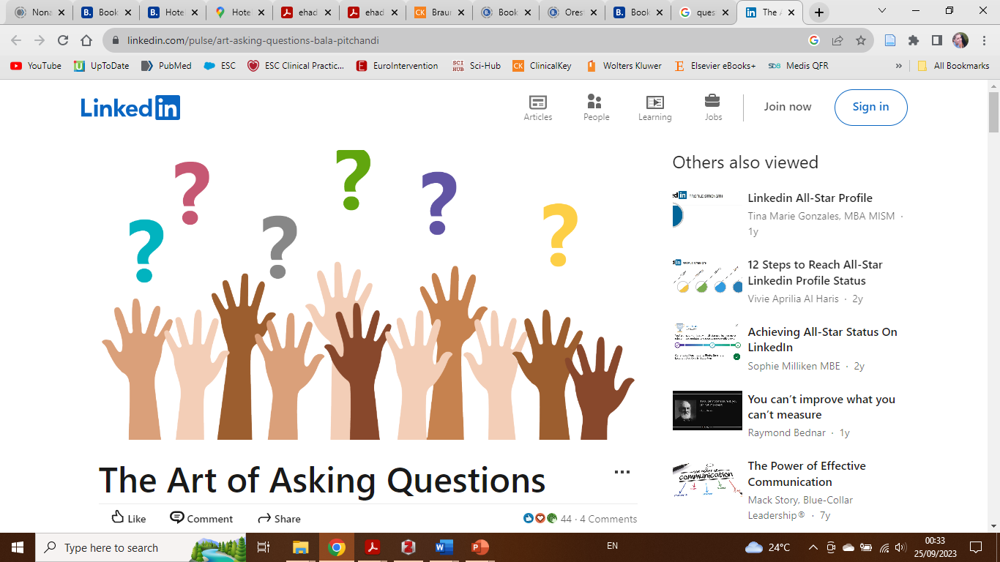 Nona
Book
Hote
Hote
ehad
ehad
Braun
Book
Orest
Book
ques
The A
linkedin.com/pulse/art-asking-questions-bala-pitchandi
YouTube
UpToDate
PubMed
ESC
ESC Clinical Practic...
EuroIntervention
Sci-Hub
ClinicalKey
Wolters Kluwer
Elsevier eBooks+
Medis QFR
»
All Bookmarks
Linked in
Articles
People
Learning
Jobs
Join now
Sign in
? ? ? ? ? ?
The Art of Asking Questions
Like
Comment
Share
44 · 4 Comments
Others also viewed
Linkedin All-Star Profile
Tina Marie Gonzales, MBA MISM ·
1y
12 Steps to Reach All-Star
Linkedin Profile Status
Vivie Aprilia Al Haris · 2y
Achieving All-Star Status On
LinkedIn
Sophie Milliken MBE · 2y
You can’t improve what you
can’t measure
Raymond Bednar · 1y
communication
The Power of Effective
Communication
Mack Story, Blue-Collar
Leadership® · 7y
Type here to search
EN
24°C
00:33
25/09/2023